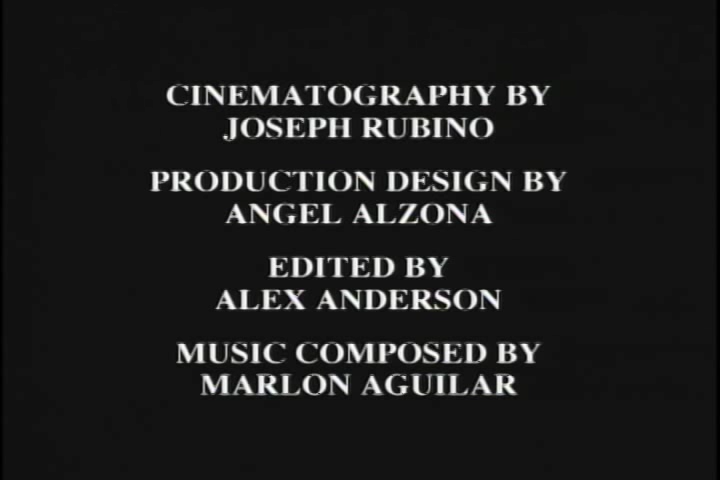 CINEMATOGRAPHY BY
JOSEPH RUBINO
PRODUCTION DESIGN BY
ANGEL ALZONA
EDITED BY
ALEX ANDERSON
MUSIC COMPOSED BY
MARLON AGUILAR